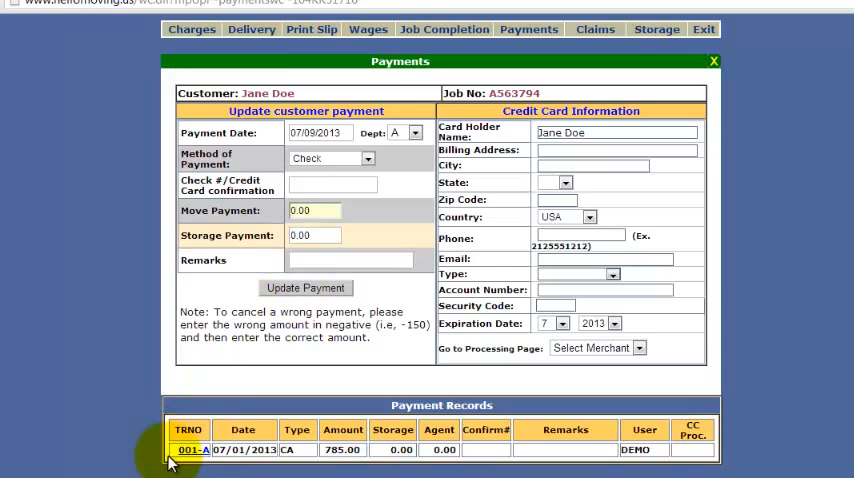 Charges Delivery Print Slip Wages Job Completion Payments Claims Storage Exit
Payments X
Customer: Jane Doe Job No: A563794
Update customer payment Credit Card Information
Payment Date: 07/09/2013 Dept: A
Method of Payment: Check
Check #/Credit Card confirmation
Move Payment: 0.00
Storage Payment: 0.00
Remarks
Update Payment
Note: To cancel a wrong payment, please
enter the wrong amount in negative (i.e, -150)
and then enter the correct amount.
Card Holder Name: Jane Doe
Billing Address:
City:
State:
Zip Code:
Country: USA
Phone: (Ex. 2125551212)
Email:
Type:
Account Number:
Security Code:
Expiration Date: 7 2013
Go to Processing Page: Select Merchant
Payment Records
TRNO Date Type Amount Storage Agent Confirm# Remarks User CC Proc.
001-A 07/01/2013 CA 785.00 0.00 0.00 DEMO